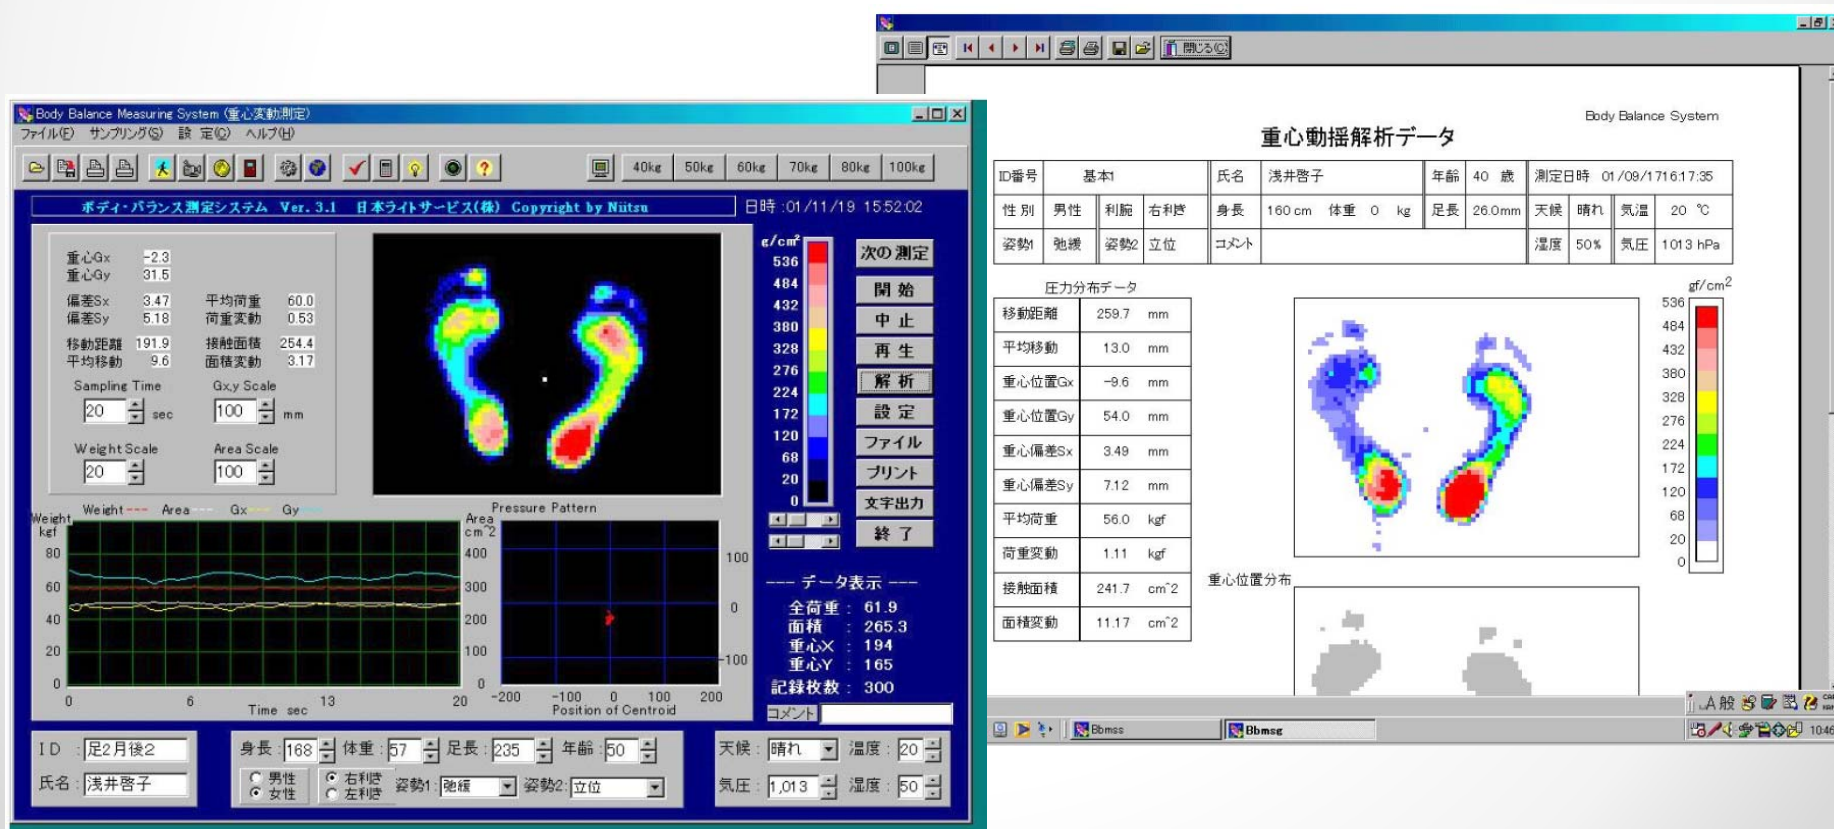 Body Balance Measuring System (重心変動測定)
ファイル(F) サンプリング(S) 設 定(C) ヘルプ(H)
40kg 50kg 60kg 70kg 80kg 100kg
ボディ・バランス測定システム Ver. 3.1 日本ライトサービス(株) Copyright by Niitsu
日時 :01/11/19 15:52:02
重心Gx -2.3
重心Gy 31.5
偏差Sx 3.47 平均荷重 60.0
偏差Sy 5.18 荷重変動 0.53
移動距離 191.9 接触面積 254.4
平均移動 9.6 面積変動 3.17
Sampling Time Gx,y Scale
20 sec 100 mm
Weight Scale Area Scale
20 100
g/cm²
536
484
432
380
328
276
224
172
120
68
20
0
次の測定
開 始
中 止
再 生
解 析
設 定
ファイル
プリント
文字出力
終 了
Weight--- Area--- Gx--- Gy---
Weight
kgf
80
60
40
20
0
0 6 13 20
Time sec
Area
cm^2
400
300
200
100
0
Pressure Pattern
100
0
-100
-200 -100 0 100 200
Position of Centroid
--- データ表示 ---
全荷重 : 61.9
面積 : 265.3
重心X : 194
重心Y : 165
記録枚数 : 300
コメント
ID : 足2月後2
氏名 : 浅井啓子
身長 : 168 体重 : 57 足長 : 235 年齢 : 50
男性 右利き
女性 左利き
姿勢1: 弛緩 姿勢2: 立位
天候 : 晴れ 温度 : 20
気圧 : 1,013 湿度 : 50
閉じる(C)
Body Balance System
重心動揺解析データ
ID番号 基本1 氏名 浅井啓子 年齢 40 歳 測定日時 01/09/1716:17:35
性別 男性 利腕 右利き 身長 160 cm 体重 0 kg 足長 26.0mm 天候 晴れ 気温 20 ℃
姿勢1 弛緩 姿勢2 立位 コメント 湿度 50% 気圧 1013 hPa
圧力分布データ
移動距離 259.7 mm
平均移動 13.0 mm
重心位置Gx -9.6 mm
重心位置Gy 54.0 mm
重心偏差Sx 3.49 mm
重心偏差Sy 7.12 mm
平均荷重 56.0 kgf
荷重変動 1.11 kgf
接触面積 241.7 cm^2
面積変動 11.17 cm^2
gf/cm²
536
484
432
380
328
276
224
172
120
68
20
0
重心位置分布
A 般
Bbmss
Bbmsg
10:46